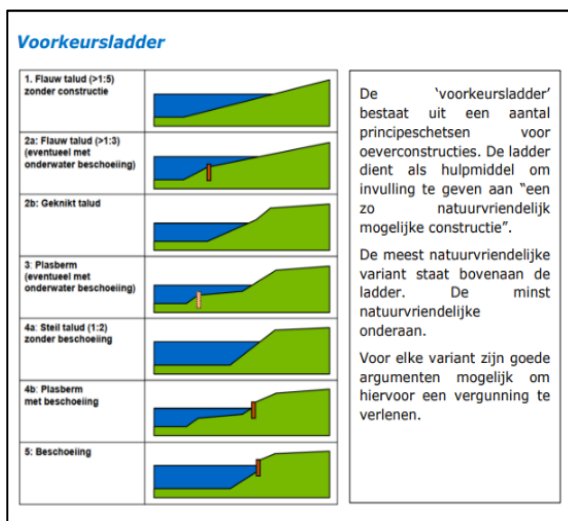 Voorkeursladder
1. Flauw talud (>1:5)
zonder constructie
2a: Flauw talud (>1:3)
(eventueel met
onderwater beschoeiing)
2b: Geknikt talud
3: Plasberm
(eventueel met
onderwater beschoeiing)
4a: Steil talud (1:2)
zonder beschoeiing
4b: Plasberm
met beschoeiing
5: Beschoeiing
De 'voorkeursladder'
bestaat uit een aantal
principeschetsen voor
oeverconstructies. De ladder
dient als hulpmiddel om
invulling te geven aan "een
zo natuurvriendelijk
mogelijke constructie".
De meest natuurvriendelijke
variant staat bovenaan de
ladder. De minst
natuurvriendelijke
onderaan.
Voor elke variant zijn goede
argumenten mogelijk om
hiervoor een vergunning te
verlenen.